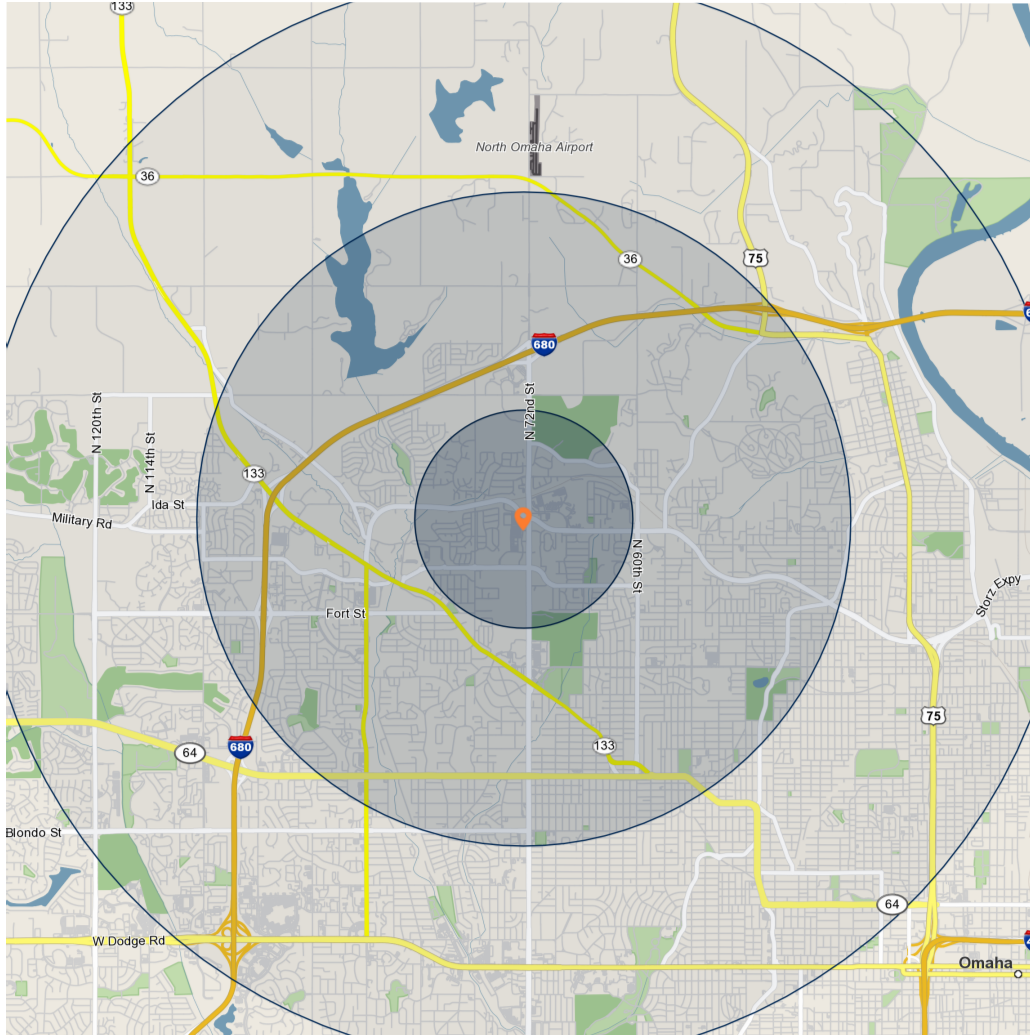 133
North Omaha Airport
36
36
75
680
N 72nd St
N 120th St
N 114th St
133
Ida St
Military Rd
N 60th St
Storz Expy
Fort St
75
133
680
64
Blondo St
64
W Dodge Rd
Omaha